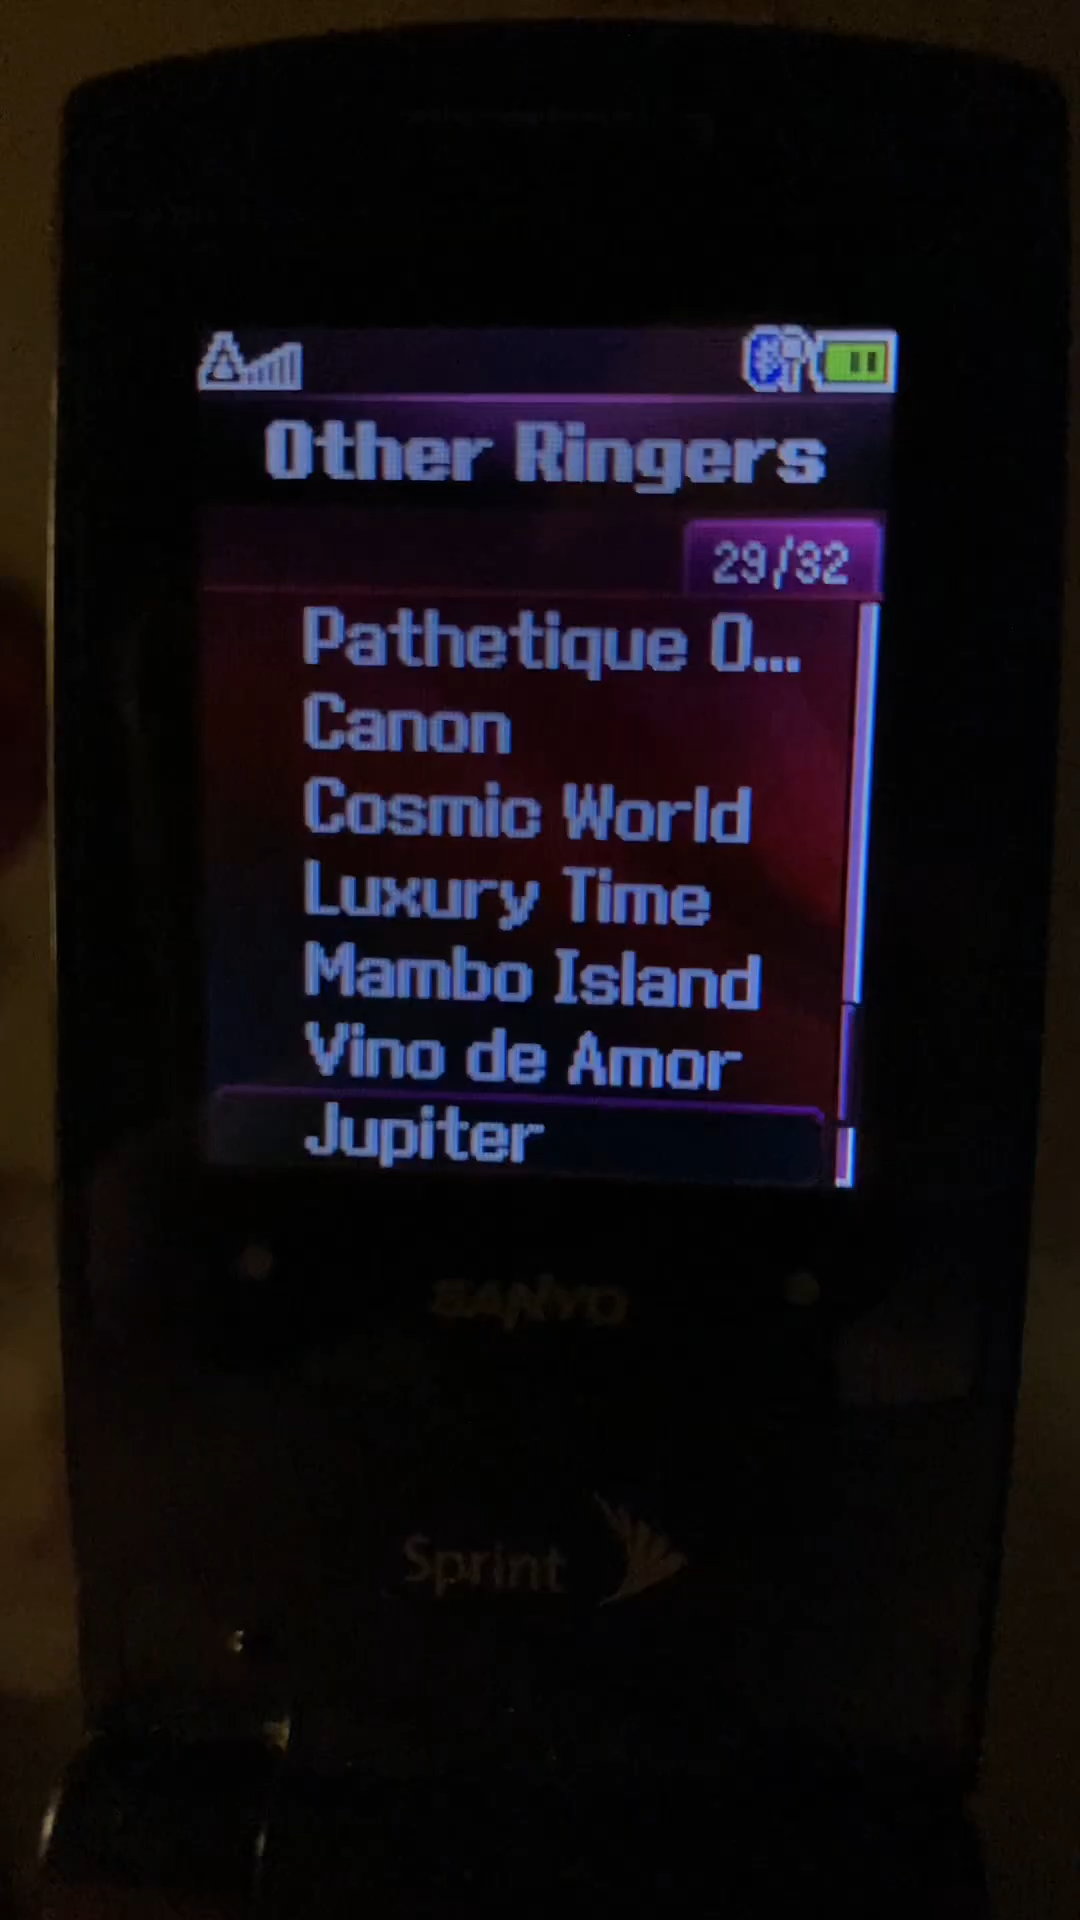 Other Ringers
29/32
Pathetique O...
Canon
Cosmic World
Luxury Time
Mambo Island
Vino de Amor
Jupiter
SANYO
Sprint